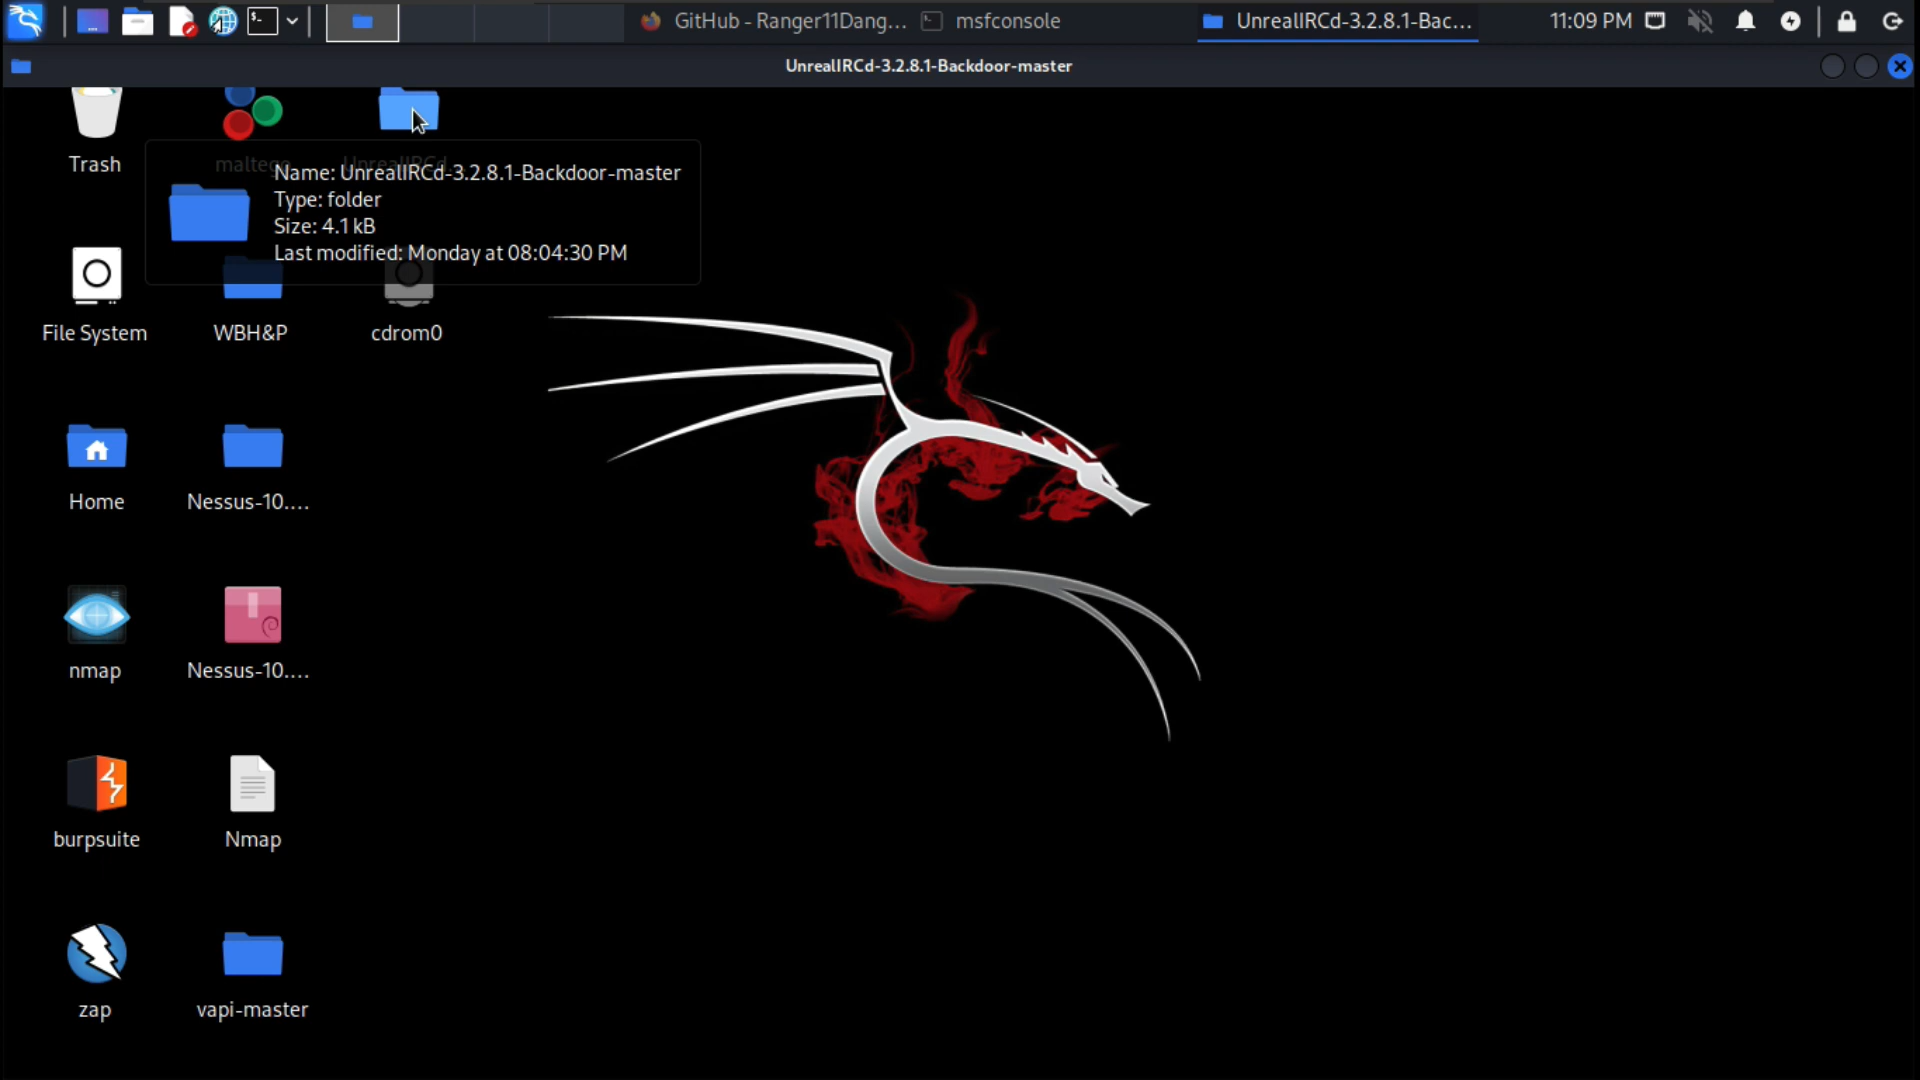 GitHub - Ranger11Dang...
msfconsole
UnrealIRCd-3.2.8.1-Bac...
11:09 PM
UnrealIRCd-3.2.8.1-Backdoor-master
Trash
maltego
UnrealIRCd-
Name: UnrealIRCd-3.2.8.1-Backdoor-master
Type: folder
Size: 4.1 kB
Last modified: Monday at 08:04:30 PM
File System
WBH&P
cdrom0
Home
Nessus-10....
nmap
Nessus-10....
burpsuite
Nmap
zap
vapi-master